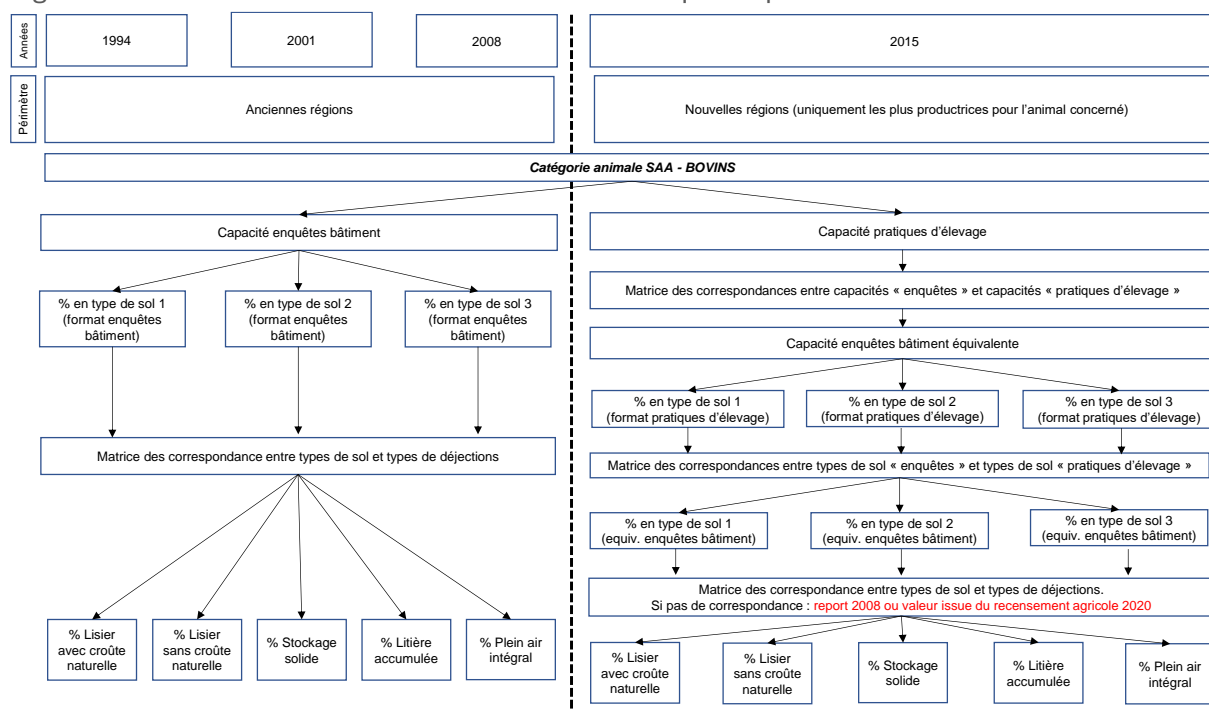 Années
1994
2001
2008
2015
Périmètre
Anciennes régions
Nouvelles régions (uniquement les plus productrices pour l'animal concerné)
Catégorie animale SAA - BOVINS
Capacité enquêtes bâtiment
% en type de sol 1
(format enquêtes
bâtiment)
% en type de sol 2
(format enquêtes
bâtiment)
% en type de sol 3
(format enquêtes
bâtiment)
Matrice des correspondance entre types de sol et types de déjections
% Lisier
avec croûte
naturelle
% Lisier
sans croûte
naturelle
% Stockage
solide
% Litière
accumulée
% Plein air
intégral
Capacité pratiques d'élevage
Matrice des correspondances entre capacités « enquêtes » et capacités « pratiques d'élevage »
Capacité enquêtes bâtiment équivalente
% en type de sol 1
(format pratiques d'élevage)
% en type de sol 2
(format pratiques d'élevage)
% en type de sol 3
(format pratiques d'élevage)
Matrice des correspondances entre types de sol « enquêtes » et types de sol « pratiques d'élevage »
% en type de sol 1
(equiv. enquêtes bâtiment)
% en type de sol 2
(equiv. enquêtes bâtiment)
% en type de sol 3
(equiv. enquêtes bâtiment)
Matrice des correspondance entre types de sol et types de déjections.
Si pas de correspondance : report 2008 ou valeur issue du recensement agricole 2020
% Lisier
avec croûte
naturelle
% Lisier
sans croûte
naturelle
% Stockage
solide
% Litière
accumulée
% Plein air
intégral